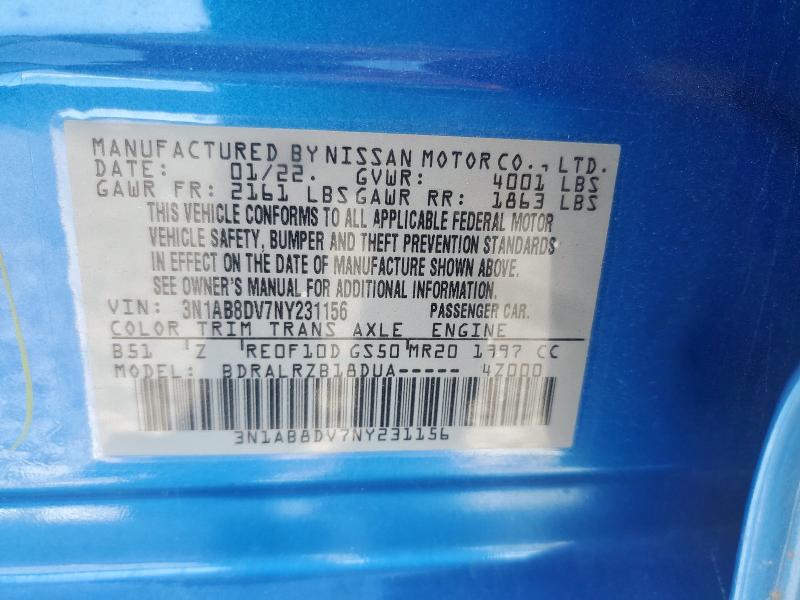 MANUFACTURED BY NISSAN MOTOR CO., LTD.
DATE: 01/22. GVWR: 4001 LBS
GAWR FR: 2161 LBS GAWR RR: 1863 LBS
THIS VEHICLE CONFORMS TO ALL APPLICABLE FEDERAL MOTOR
VEHICLE SAFETY, BUMPER AND THEFT PREVENTION STANDARDS
IN EFFECT ON THE DATE OF MANUFACTURE SHOWN ABOVE.
SEE OWNER'S MANUAL FOR ADDITIONAL INFORMATION.
VIN: 3N1AB8DV7NY231156 PASSENGER CAR.
COLOR TRIM TRANS AXLE ENGINE
B51 Z RE0F10D GS50 MR20 1997 CC
MODEL: BDRALRZB18DUA----- 4Z000
3N1AB8DV7NY231156